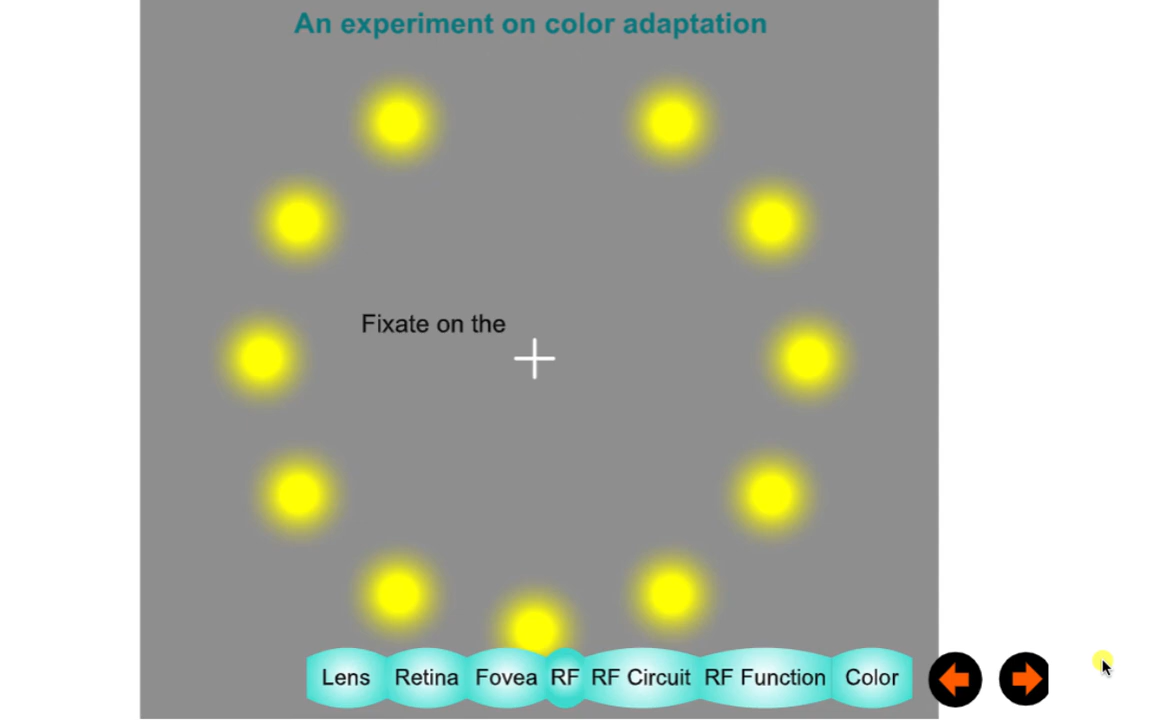 An experiment on color adaptation
Fixate on the
Lens Retina Fovea RF RF Circuit RF Function Color